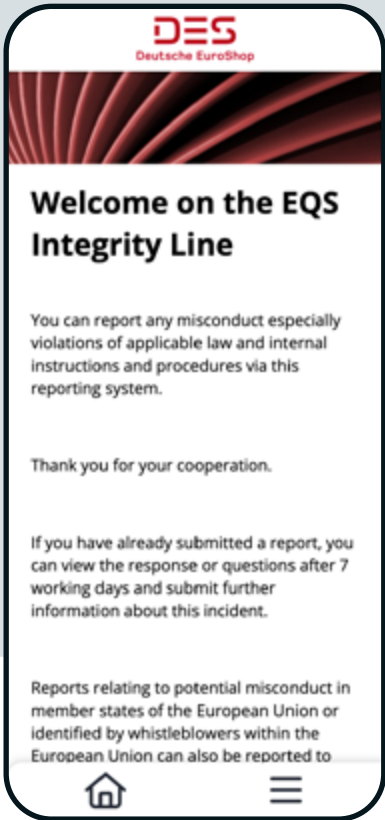 DES
Deutsche EuroShop
Welcome on the EQS
Integrity Line
You can report any misconduct especially
violations of applicable law and internal
instructions and procedures via this
reporting system.
Thank you for your cooperation.
If you have already submitted a report, you
can view the response or questions after 7
working days and submit further
information about this incident.
Reports relating to potential misconduct in
member states of the European Union or
identified by whistleblowers within the
European Union can also be reported to